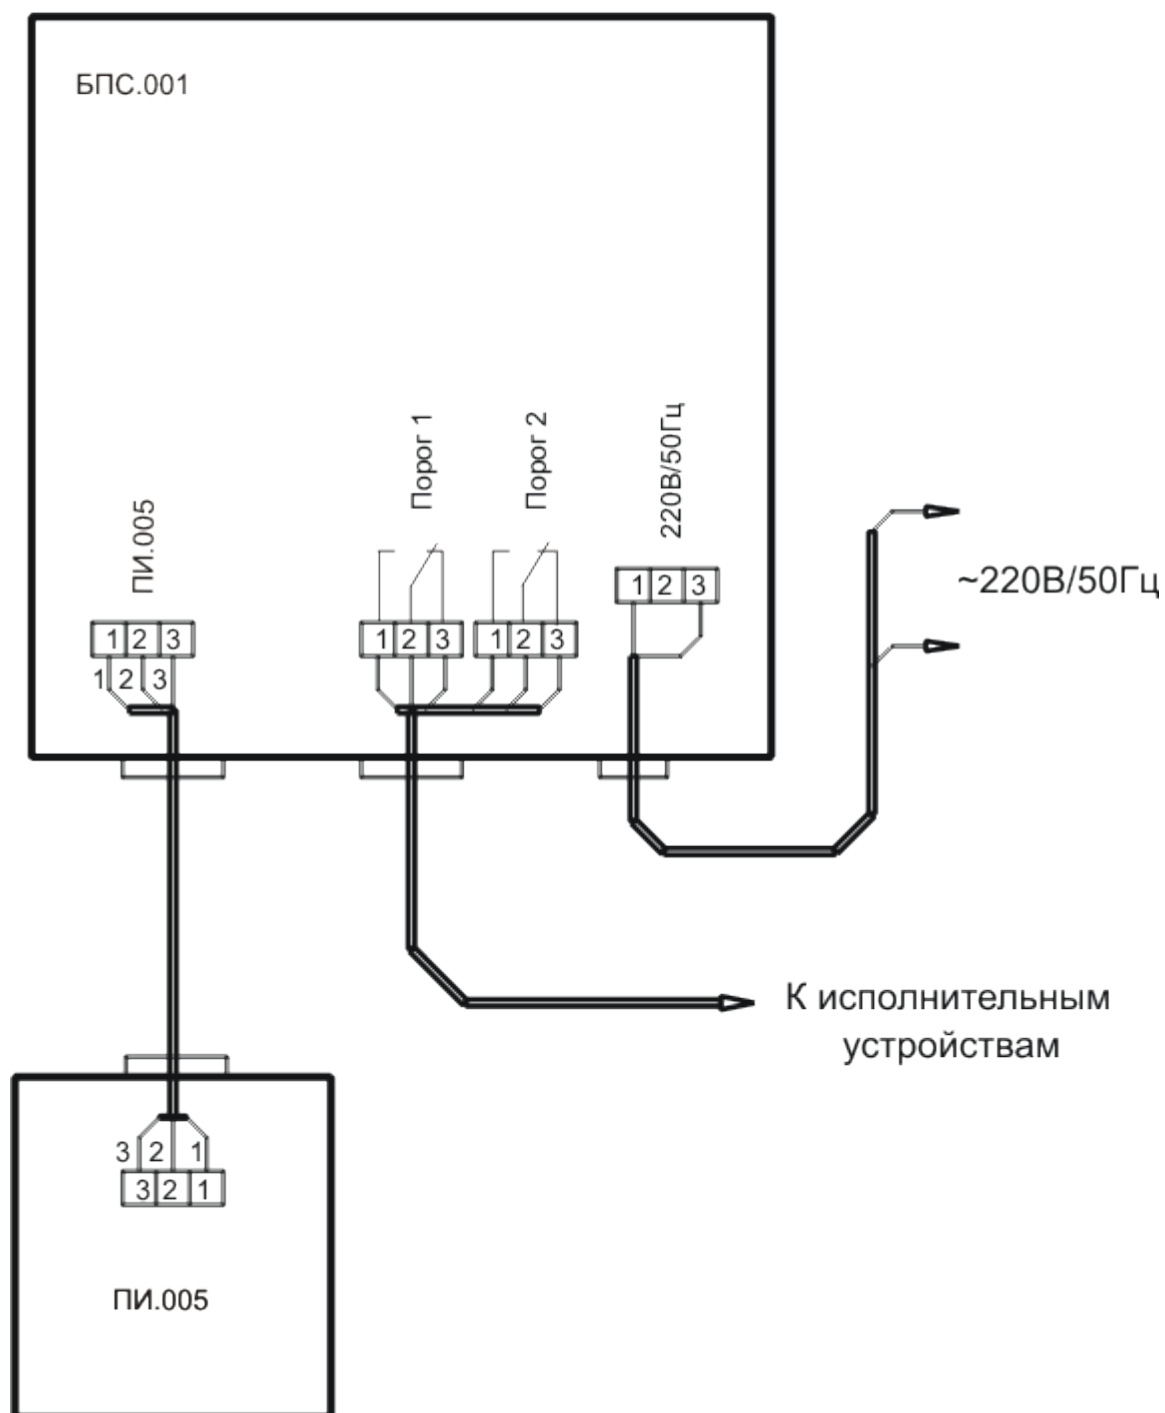 БПС.001
Порог 1
Порог 2
220В/50Гц
ПИ.005
1 2 3
1 2 3
1 2 3
1 2 3
1 2 3
~220В/50Гц
К исполнительным
устройствам
3 2 1
3 2 1
ПИ.005